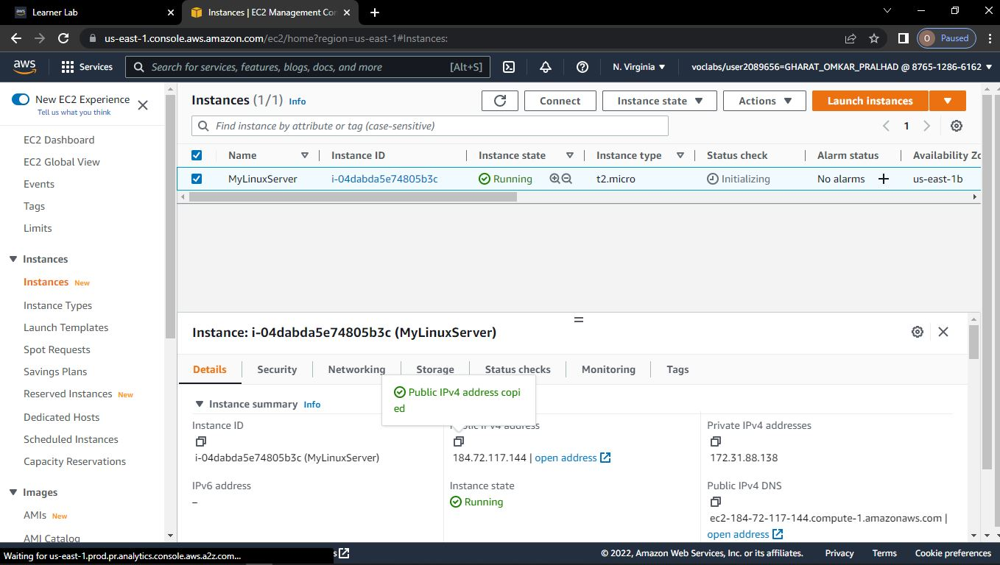 Learner Lab
Instances | EC2 Management Con
us-east-1.console.aws.amazon.com/ec2/home?region=us-east-1#Instances:
O Paused
aws
Services
Search for services, features, blogs, docs, and more [Alt+S]
N. Virginia
voclabs/user2089656=GHARAT_OMKAR_PRALHAD @ 8765-1286-6162
New EC2 Experience
Tell us what you think
EC2 Dashboard
EC2 Global View
Events
Tags
Limits
Instances
Instances New
Instance Types
Launch Templates
Spot Requests
Savings Plans
Reserved Instances New
Dedicated Hosts
Scheduled Instances
Capacity Reservations
Images
AMIs New
AMI Catalog
Instances (1/1) Info
Connect
Instance state
Actions
Launch instances
Find instance by attribute or tag (case-sensitive)
1
Name Instance ID Instance state Instance type Status check Alarm status Availability Zo
MyLinuxServer i-04dabda5e74805b3c Running t2.micro Initializing No alarms us-east-1b
Instance: i-04dabda5e74805b3c (MyLinuxServer)
Details Security Networking Storage Status checks Monitoring Tags
Public IPv4 address copi
ed
Instance summary Info
Instance ID
i-04dabda5e74805b3c (MyLinuxServer)
Public IPv4 address
184.72.117.144 | open address
Private IPv4 addresses
172.31.88.138
IPv6 address
–
Instance state
Running
Public IPv4 DNS
ec2-184-72-117-144.compute-1.amazonaws.com |
open address
Waiting for us-east-1.prod.pr.analytics.console.aws.a2z.com...
© 2022, Amazon Web Services, Inc. or its affiliates.
Privacy Terms Cookie preferences